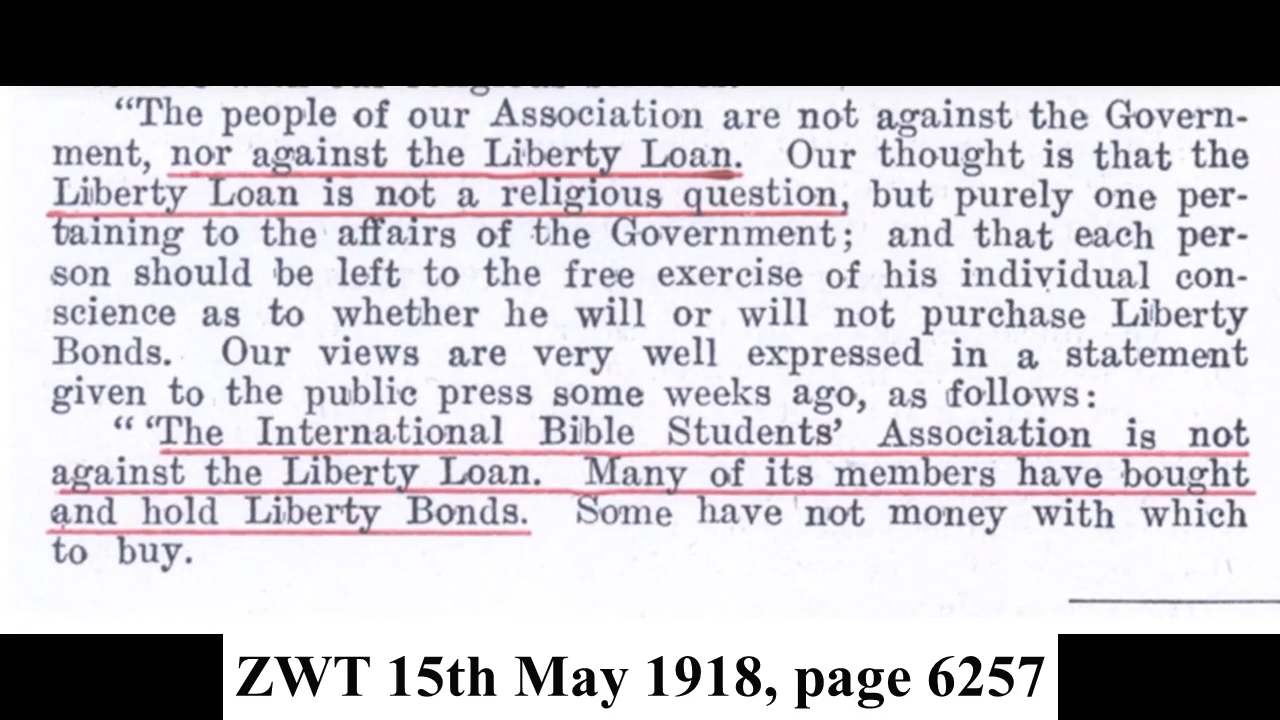 “The people of our Association are not against the Govern-
ment, nor against the Liberty Loan. Our thought is that the
Liberty Loan is not a religious question, but purely one per-
taining to the affairs of the Government; and that each per-
son should be left to the free exercise of his individual con-
science as to whether he will or will not purchase Liberty
Bonds. Our views are very well expressed in a statement
given to the public press some weeks ago, as follows:
“ ‘The International Bible Students’ Association is not
against the Liberty Loan. Many of its members have bought
and hold Liberty Bonds. Some have not money with which
to buy.
ZWT 15th May 1918, page 6257